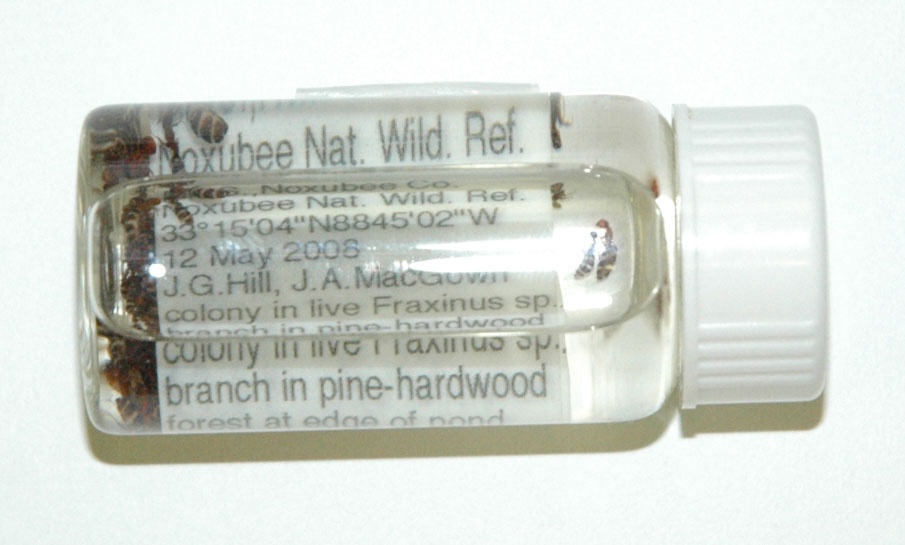 Noxubee Nat. Wild. Ref.
Noxubee Co.
Noxubee Nat. Wild. Ref.
33°15'04"N8845'02"W
12 May 2008
J.G.Hill, J.A.MacGown
colony in live Fraxinus sp.
branch in pine-hardwood
colony in live Fraxinus sp.
branch in pine-hardwood
forest at edge of pond